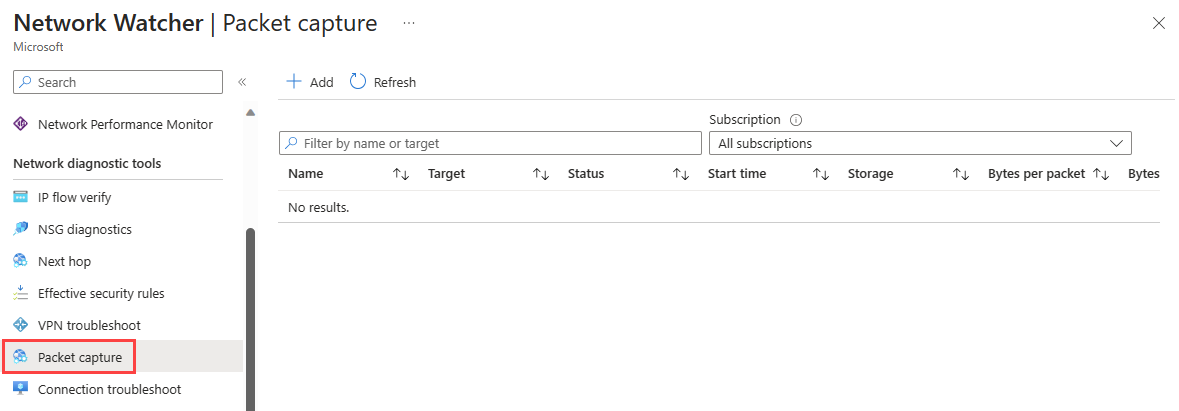 Network Watcher | Packet capture ...
Microsoft
Search «
+ Add Refresh
Network Performance Monitor
Subscription
Filter by name or target
All subscriptions
Network diagnostic tools
Name Target Status Start time Storage Bytes per packet Bytes
IP flow verify
No results.
NSG diagnostics
Next hop
Effective security rules
VPN troubleshoot
Packet capture
Connection troubleshoot